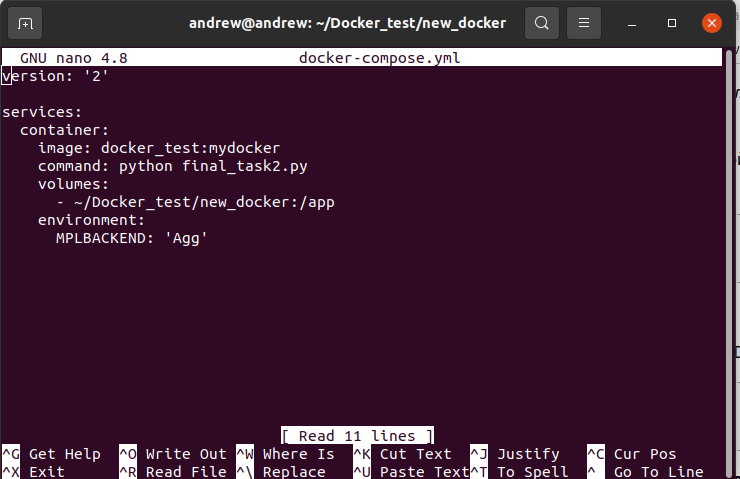 andrew@andrew: ~/Docker_test/new_docker
GNU nano 4.8 docker-compose.yml
version: '2'
services:
container:
image: docker_test:mydocker
command: python final_task2.py
volumes:
- ~/Docker_test/new_docker:/app
environment:
MPLBACKEND: 'Agg'
[ Read 11 lines ]
^G Get Help ^O Write Out ^W Where Is ^K Cut Text ^J Justify ^C Cur Pos
^X Exit ^R Read File ^\ Replace ^U Paste Text^T To Spell ^_ Go To Line